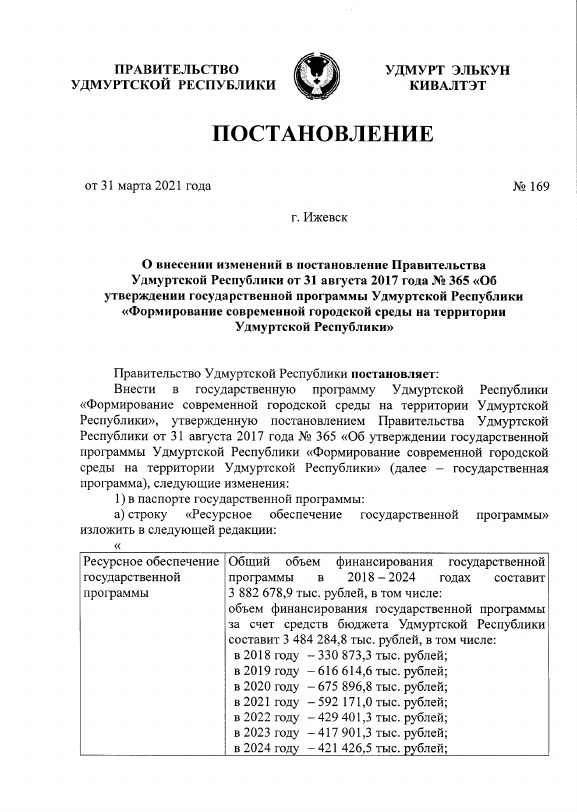 ПРАВИТЕЛЬСТВО
УДМУРТСКОЙ РЕСПУБЛИКИ
УДМУРТ ЭЛЬКУН
КИВАЛТЭТ
ПОСТАНОВЛЕНИЕ
от 31 марта 2021 года
№ 169
г. Ижевск
О внесении изменений в постановление Правительства
Удмуртской Республики от 31 августа 2017 года № 365 «Об
утверждении государственной программы Удмуртской Республики
«Формирование современной городской среды на территории
Удмуртской Республики»
Правительство Удмуртской Республики постановляет:
Внести в государственную программу Удмуртской Республики
«Формирование современной городской среды на территории Удмуртской
Республики», утвержденную постановлением Правительства Удмуртской
Республики от 31 августа 2017 года № 365 «Об утверждении государственной
программы Удмуртской Республики «Формирование современной городской
среды на территории Удмуртской Республики» (далее – государственная
программа), следующие изменения:
1) в паспорте государственной программы:
а) строку «Ресурсное обеспечение государственной программы»
изложить в следующей редакции:
«
Ресурсное обеспечение
государственной
программы
Общий объем финансирования государственной
программы в 2018 – 2024 годах составит
3 882 678,9 тыс. рублей, в том числе:
объем финансирования государственной программы
за счет средств бюджета Удмуртской Республики
составит 3 484 284,8 тыс. рублей, в том числе:
в 2018 году – 330 873,3 тыс. рублей;
в 2019 году – 616 614,6 тыс. рублей;
в 2020 году – 675 896,8 тыс. рублей;
в 2021 году – 592 171,0 тыс. рублей;
в 2022 году – 429 401,3 тыс. рублей;
в 2023 году – 417 901,3 тыс. рублей;
в 2024 году – 421 426,5 тыс. рублей;